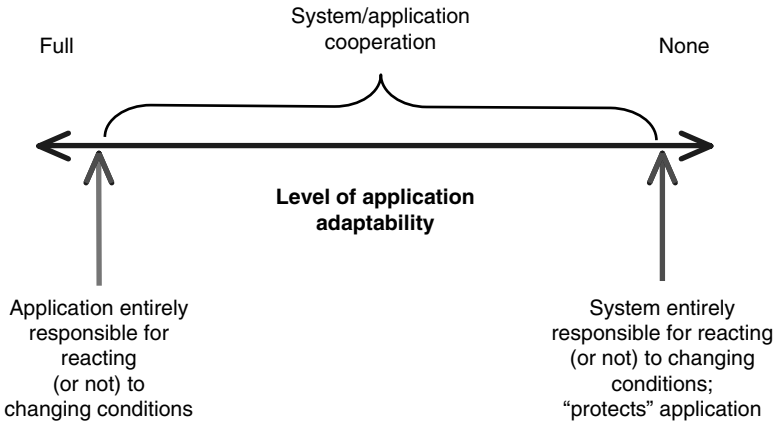 System/application
cooperation
Full
None
Level of application
adaptability
Application entirely
responsible for
reacting
(or not) to
changing conditions
System entirely
responsible for reacting
(or not) to changing
conditions;
“protects” application